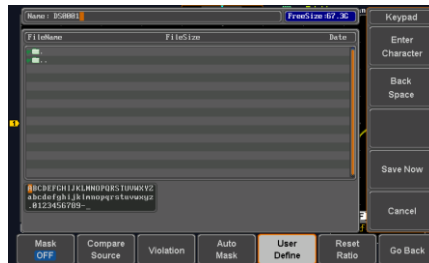 Name: DS0001
FreeSize:67.3G
Keypad
FileName FileSize Date
.
..
Enter
Character
Back
Space
Save Now
Cancel
ABCDEFGHIJKLMNOPQRSTUVWXYZ
abcdefghijklmnopqrstuvwxyz
.0123456789-_
Mask
OFF
Compare
Source
Violation
Auto
Mask
User
Define
Reset
Ratio
Go Back